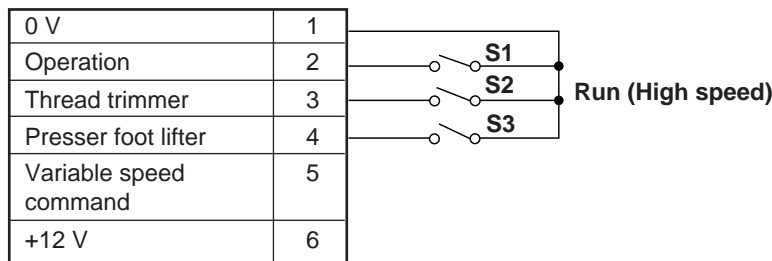 0 V 1
Operation 2 S1
Thread trimmer 3 S2 Run (High speed)
Presser foot lifter 4 S3
Variable speed 5
command
+12 V 6